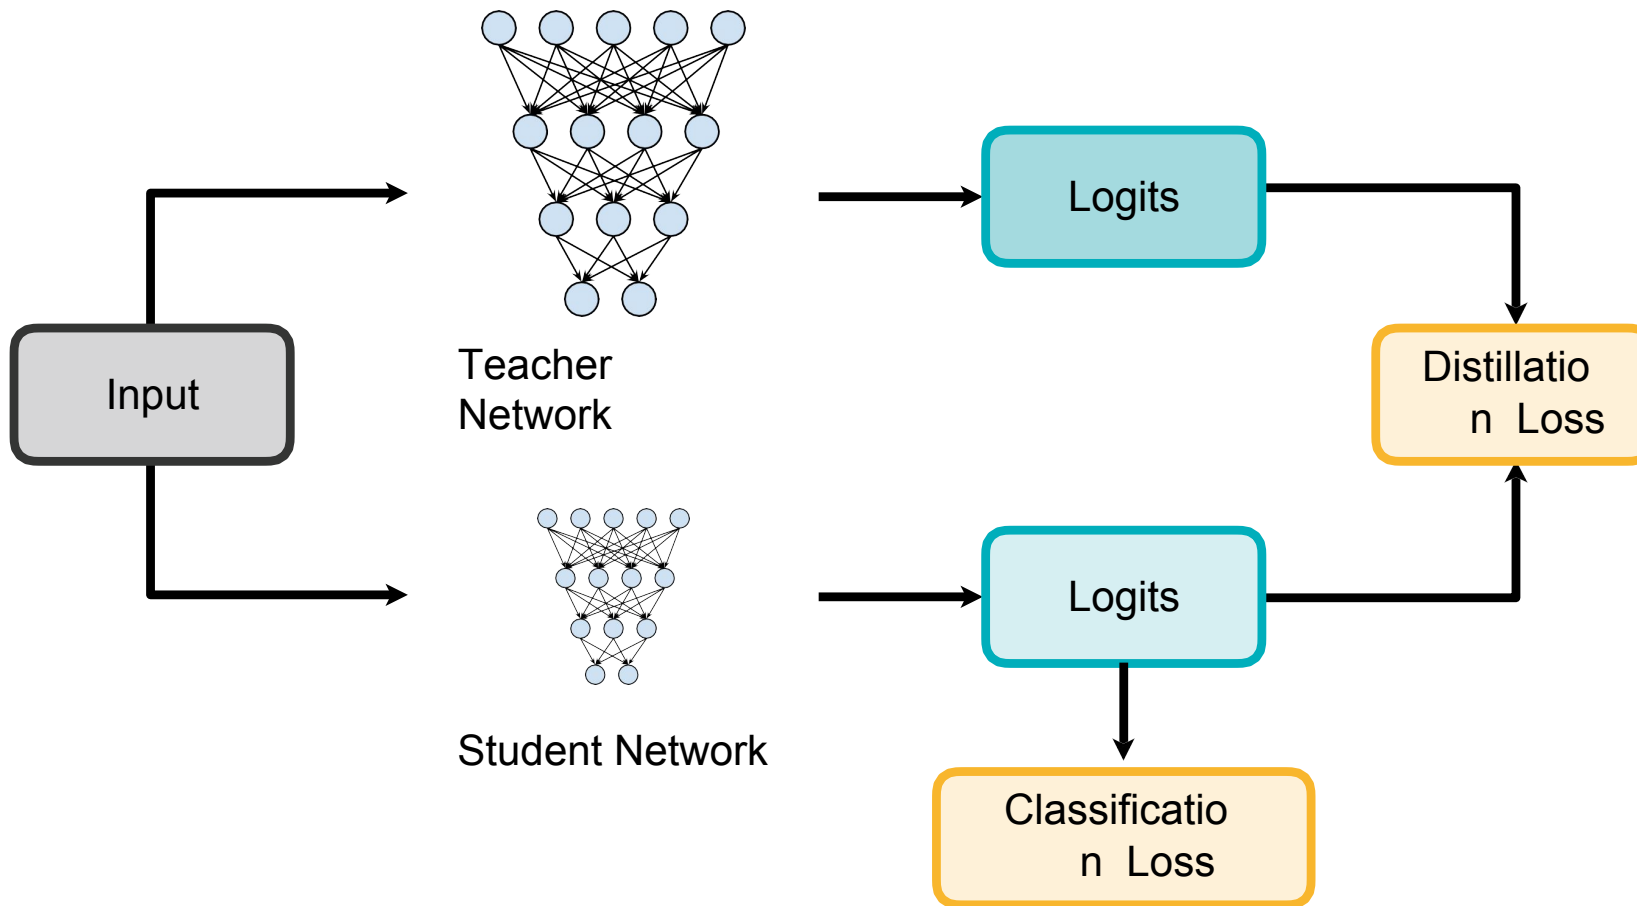 Logits
Teacher
Network
Input
Distillatio
n Loss
Logits
Student Network
Classificatio
n Loss